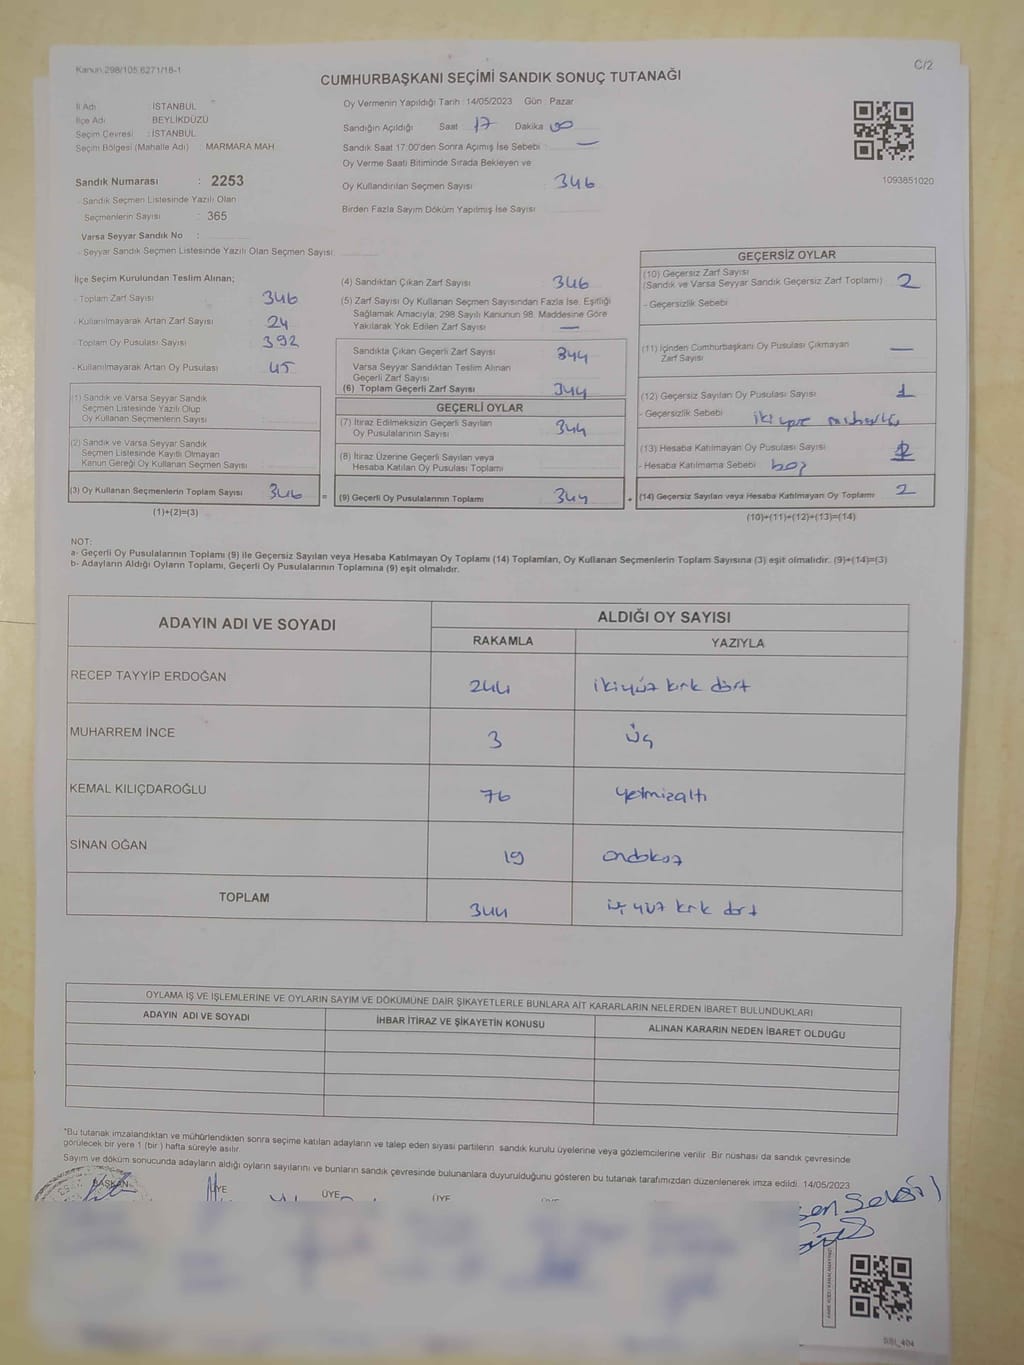 Kanun 298/105,6271/18-1
C/2
CUMHURBAŞKANI SEÇİMİ SANDIK SONUÇ TUTANAĞI
İl Adı : İSTANBUL
İlçe Adı : BEYLİKDÜZÜ
Seçim Çevresi : İSTANBUL
Seçim Bölgesi (Mahalle Adı) : MARMARA MAH.
Sandık Numarası : 2253
- Sandık Seçmen Listesinde Yazılı Olan
Seçmenlerin Sayısı : 365
Varsa Seyyar Sandık No :
- Seyyar Sandık Seçmen Listesinde Yazılı Olan Seçmen Sayısı:
Oy Vermenin Yapıldığı Tarih : 14/05/2023 Gün : Pazar
Sandığın Açıldığı Saat 17 Dakika 00
Sandık Saat 17:00'den Sonra Açımış İse Sebebi : —
Oy Verme Saati Bitiminde Sırada Bekleyen ve
Oy Kullandırılan Seçmen Sayısı : 346
Birden Fazla Sayım Döküm Yapılmış İse Sayısı :
1093851020
İlçe Seçim Kurulundan Teslim Alınan;
- Toplam Zarf Sayısı 346
- Kullanılmayarak Artan Zarf Sayısı 24
- Toplam Oy Pusulası Sayısı 392
- Kullanılmayarak Artan Oy Pusulası 45
(1) Sandık ve Varsa Seyyar Sandık
Seçmen Listesinde Yazılı Olup
Oy Kullanan Seçmenlerin Sayısı
(2) Sandık ve Varsa Seyyar Sandık
Seçmen Listesinde Kayıtlı Olmayan
Kanun Gereği Oy Kullanan Seçmen Sayısı
(3) Oy Kullanan Seçmenlerin Toplam Sayısı 346 =
(1)+(2)=(3)
(4) Sandıktan Çıkan Zarf Sayısı 346
(5) Zarf Sayısı Oy Kullanan Seçmen Sayısından Fazla İse, Eşitliği
Sağlamak Amacıyla, 298 Sayılı Kanunun 98. Maddesine Göre
Yakılarak Yok Edilen Zarf Sayısı —
Sandıkta Çıkan Geçerli Zarf Sayısı 344
Varsa Seyyar Sandıktan Teslim Alınan
Geçerli Zarf Sayısı
(6) Toplam Geçerli Zarf Sayısı 344
GEÇERLİ OYLAR
(7) İtiraz Edilmeksizin Geçerli Sayılan
Oy Pusulalarının Sayısı 344
(8) İtiraz Üzerine Geçerli Sayılan veya
Hesaba Katılan Oy Pusulası Toplamı
(9) Geçerli Oy Pusulalarının Toplamı 344 +
GEÇERSİZ OYLAR
(10) Geçersiz Zarf Sayısı
(Sandık ve Varsa Seyyar Sandık Geçersiz Zarf Toplamı) 2
- Geçersizlik Sebebi
(11) İçinden Cumhurbaşkanı Oy Pusulası Çıkmayan
Zarf Sayısı —
(12) Geçersiz Sayılan Oy Pusulası Sayısı 1
- Geçersizlik Sebebi iki
(13) Hesaba Katılmayan Oy Pusulası Sayısı
- Hesaba Katılmama Sebebi boş
(14) Geçersiz Sayılan veya Hesaba Katılmayan Oy Toplamı 2
(10)+(11)+(12)+(13)=(14)
NOT:
a- Geçerli Oy Pusulalarının Toplamı (9) ile Geçersiz Sayılan veya Hesaba Katılmayan Oy Toplamı (14) Toplamları, Oy Kullanan Seçmenlerin Toplam Sayısına (3) eşit olmalıdır. (9)+(14)=(3)
b- Adayların Aldığı Oyların Toplamı, Geçerli Oy Pusulalarının Toplamına (9) eşit olmalıdır.
ADAYIN ADI VE SOYADI
ALDIĞI OY SAYISI
RAKAMLA YAZIYLA
RECEP TAYYİP ERDOĞAN 244 ikiyüz kırk dört
MUHARREM İNCE 3 üç
KEMAL KILIÇDAROĞLU 76 yetmizaltı
SİNAN OĞAN 19 ondokuz
TOPLAM 344 üç yüz kırk dört
OYLAMA İŞ VE İŞLEMLERİNE VE OYLARIN SAYIM VE DÖKÜMÜNE DAİR ŞİKAYETLERLE BUNLARA AİT KARARLARIN NELERDEN İBARET BULUNDUKLARI
ADAYIN ADI VE SOYADI İHBAR İTİRAZ VE ŞİKAYETİN KONUSU ALINAN KARARIN NEDEN İBARET OLDUĞU
*Bu tutanak imzalandıktan ve mühürlendikten sonra seçime katılan adayların ve talep eden siyasi partilerin sandık kurulu üyelerine veya gözlemcilerine verilir. Bir nüshası da sandık çevresinde
görülecek bir yere 1 (bir ) hafta süreyle asılır.
Sayım ve döküm sonucunda adayların aldığı oyların sayılarını ve bunların sandık çevresinde bulunanlara duyurulduğunu gösteren bu tutanak tarafımızdan düzenlenerek imza edildi. 14/05/2023
BAŞKAN ÜYE ÜYE ÜYE